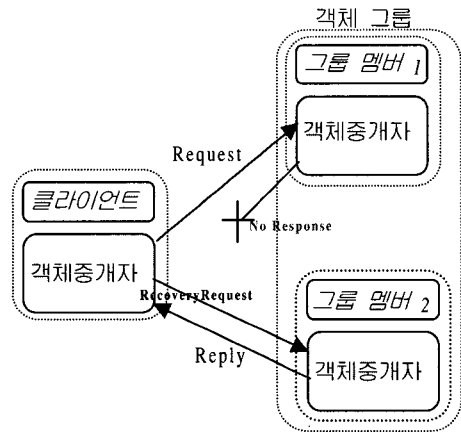 객체 그룹
그룹 멤버 1
객체중개자
Request
No Response
클라이언트
객체중개자
RecoveryRequest
Reply
그룹 멤버 2
객체중개자